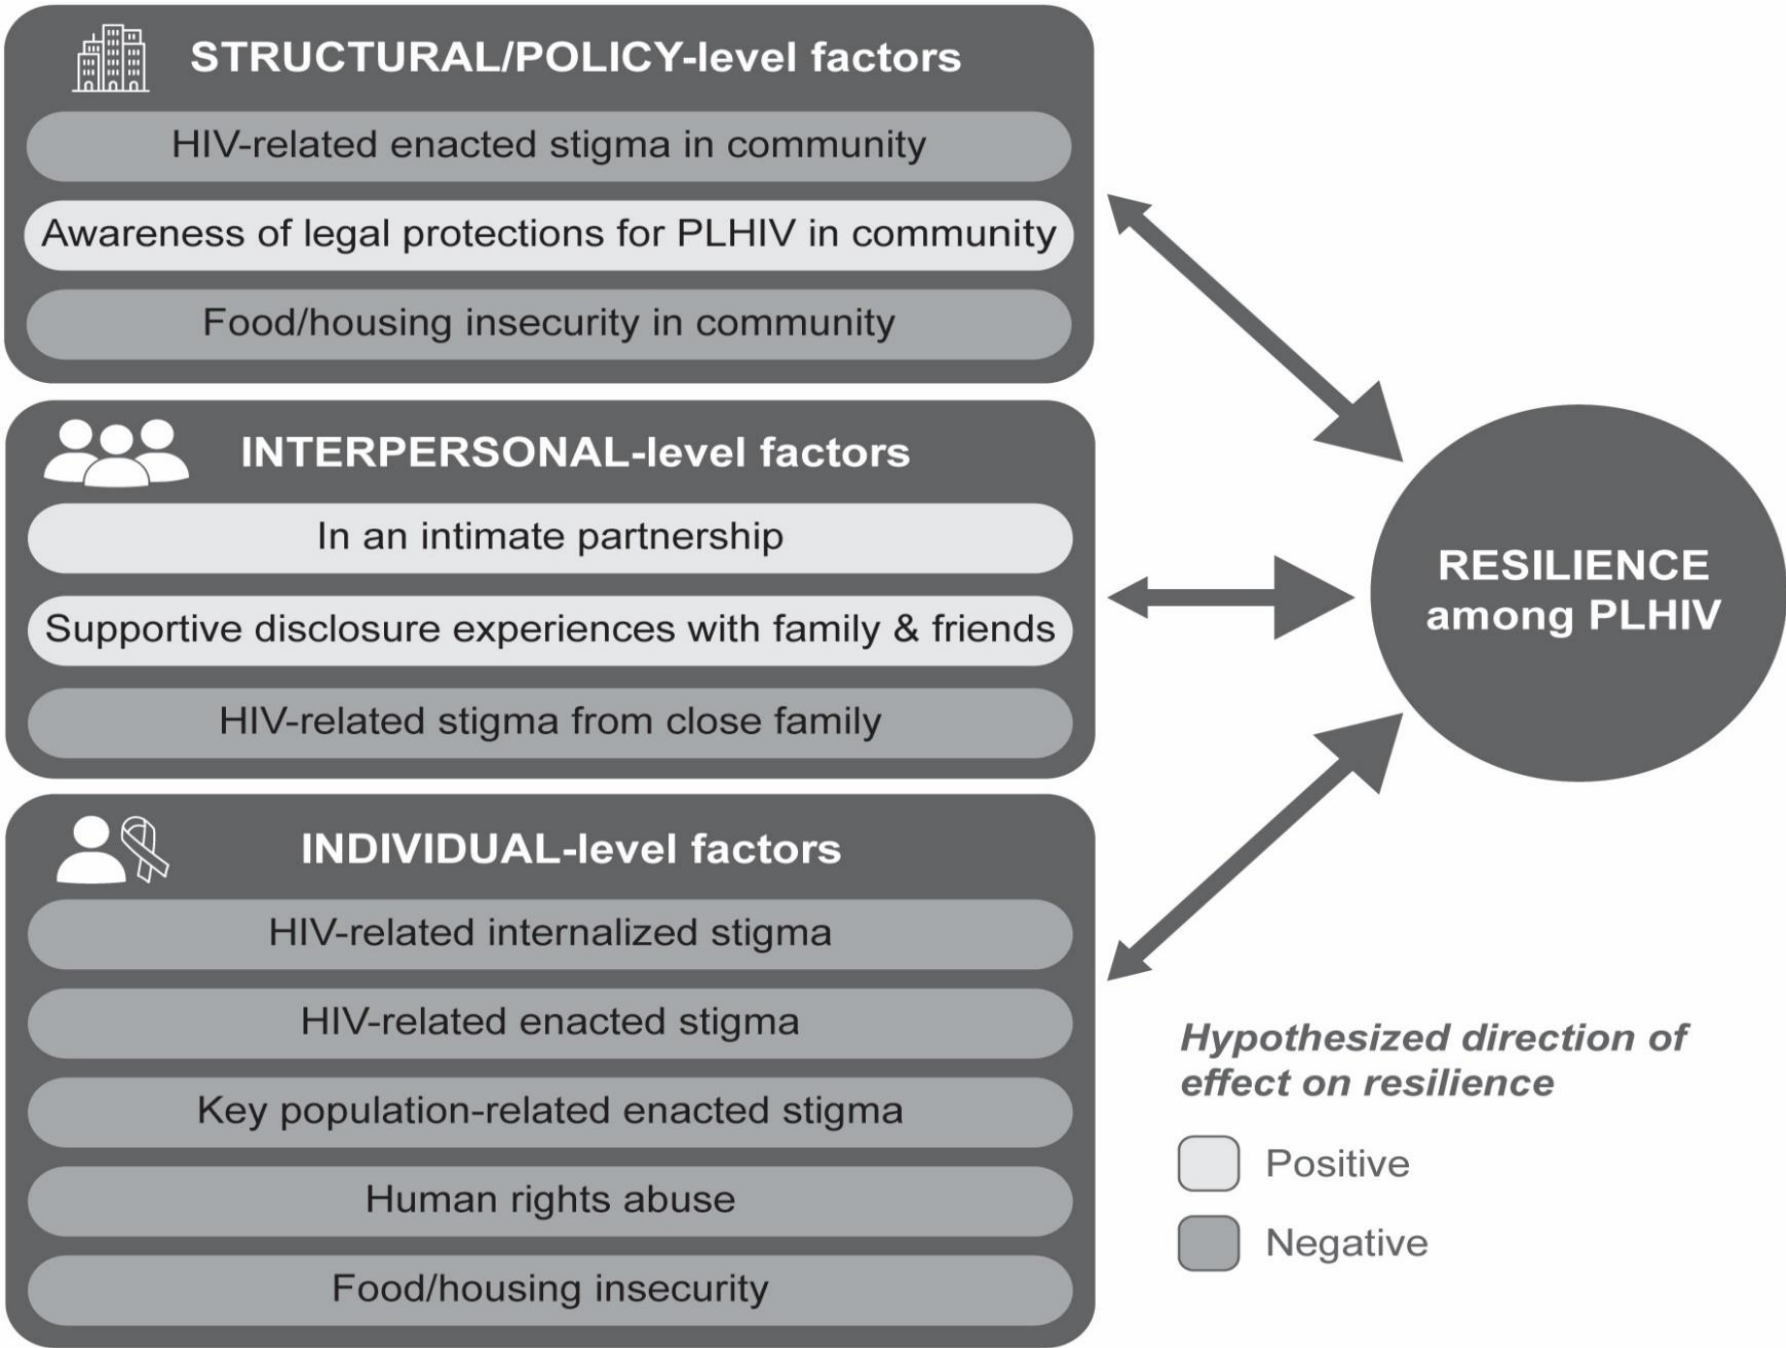 STRUCTURAL/POLICY-level factors
HIV-related enacted stigma in community
Awareness of legal protections for PLHIV in community
Food/housing insecurity in community
INTERPERSONAL-level factors
In an intimate partnership
Supportive disclosure experiences with family & friends
HIV-related stigma from close family
INDIVIDUAL-level factors
HIV-related internalized stigma
HIV-related enacted stigma
Key population-related enacted stigma
Human rights abuse
Food/housing insecurity
RESILIENCE
among PLHIV
Hypothesized direction of
effect on resilience
Positive
Negative